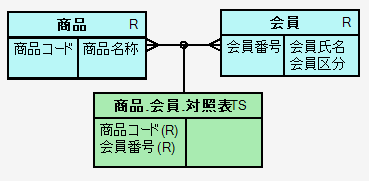 商品 R
商品コード 商品名称
会員 R
会員番号 会員氏名
会員区分
商品.会員.対照表TS
商品コード(R)
会員番号(R)